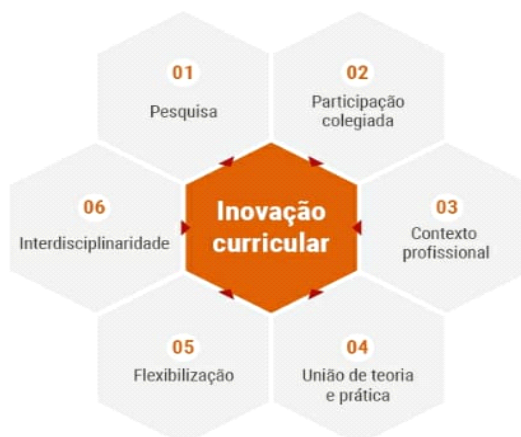 01
Pesquisa
02
Participação
colegiada
Inovação
curricular
03
Contexto
profissional
04
União de teoria
e prática
05
Flexibilização
06
Interdisciplinaridade